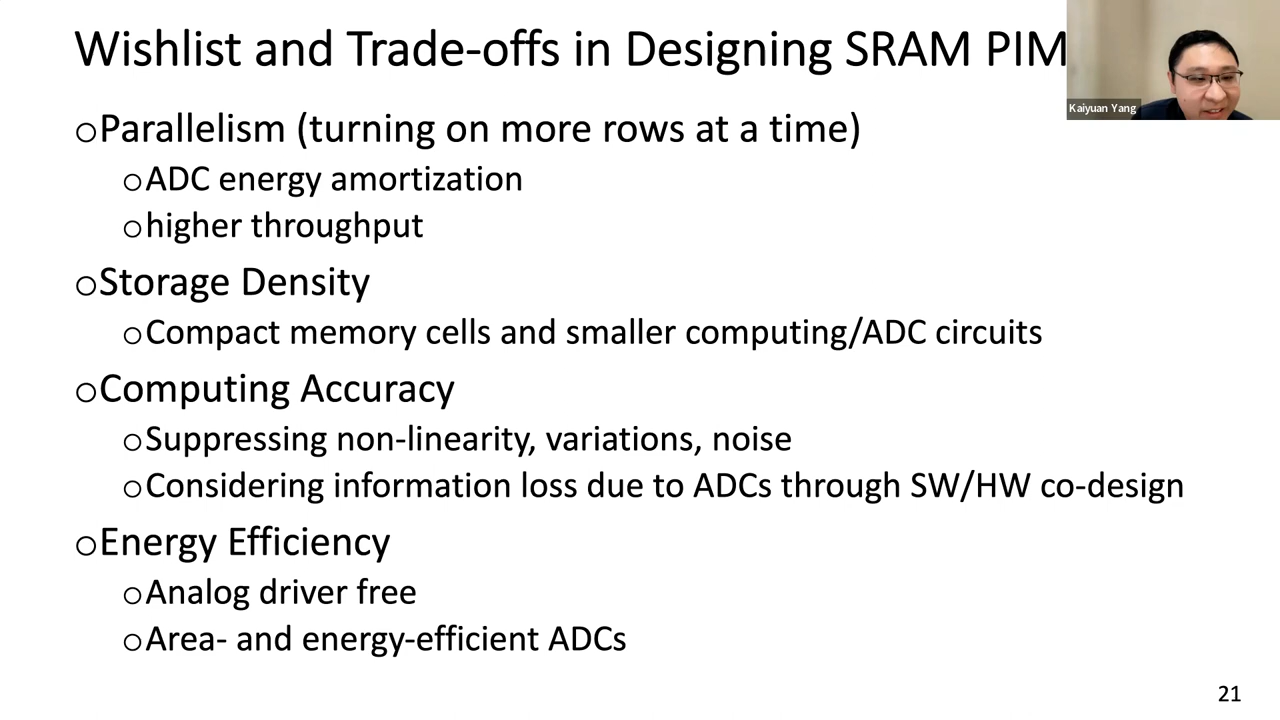 Wishlist and Trade-offs in Designing SRAM PIM
Kaiyuan Yang
oParallelism (turning on more rows at a time)
oADC energy amortization
ohigher throughput
oStorage Density
oCompact memory cells and smaller computing/ADC circuits
oComputing Accuracy
oSuppressing non-linearity, variations, noise
oConsidering information loss due to ADCs through SW/HW co-design
oEnergy Efficiency
oAnalog driver free
oArea- and energy-efficient ADCs
21